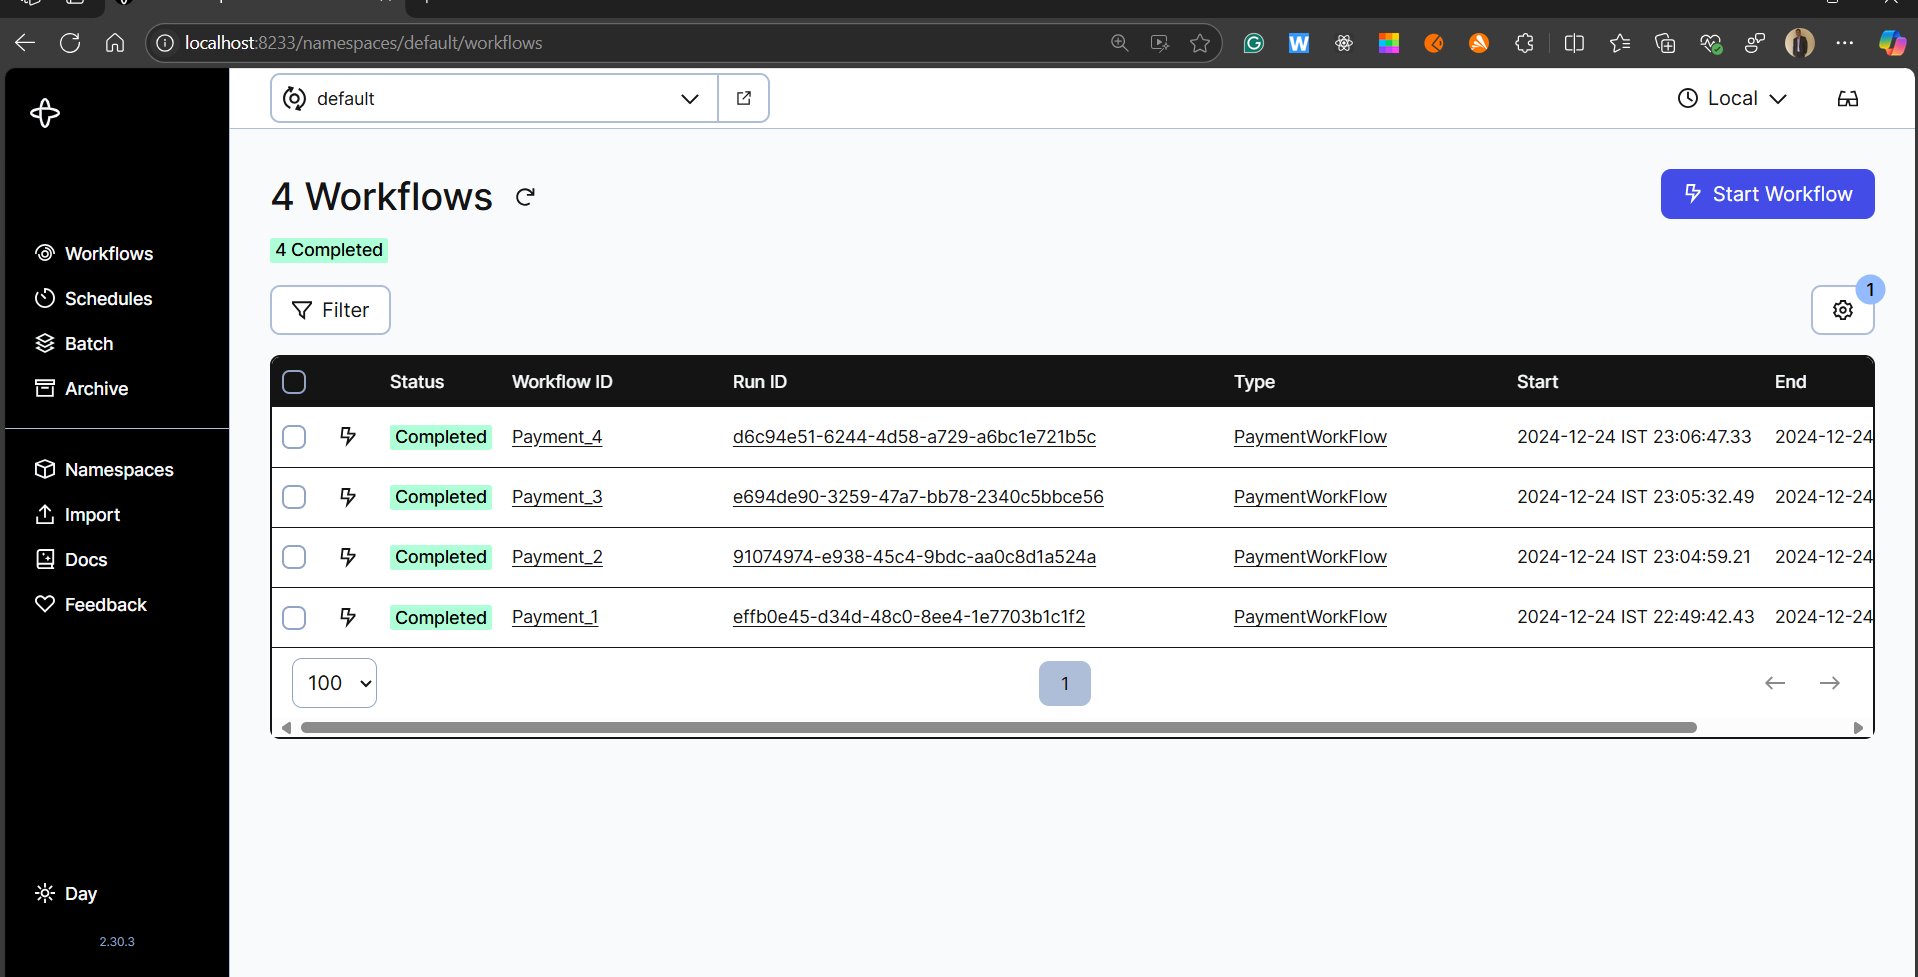 localhost:8233/namespaces/default/workflows
default
Local
4 Workflows
Start Workflow
4 Completed
Workflows
Schedules
Batch
Archive
Namespaces
Import
Docs
Feedback
Day
2.30.3
Filter
1
Status Workflow ID Run ID Type Start End
Completed Payment_4 d6c94e51-6244-4d58-a729-a6bc1e721b5c PaymentWorkFlow 2024-12-24 IST 23:06:47.33 2024-12-24
Completed Payment_3 e694de90-3259-47a7-bb78-2340c5bbce56 PaymentWorkFlow 2024-12-24 IST 23:05:32.49 2024-12-24
Completed Payment_2 91074974-e938-45c4-9bdc-aa0c8d1a524a PaymentWorkFlow 2024-12-24 IST 23:04:59.21 2024-12-24
Completed Payment_1 effb0e45-d34d-48c0-8ee4-1e7703b1c1f2 PaymentWorkFlow 2024-12-24 IST 22:49:42.43 2024-12-24
100 1